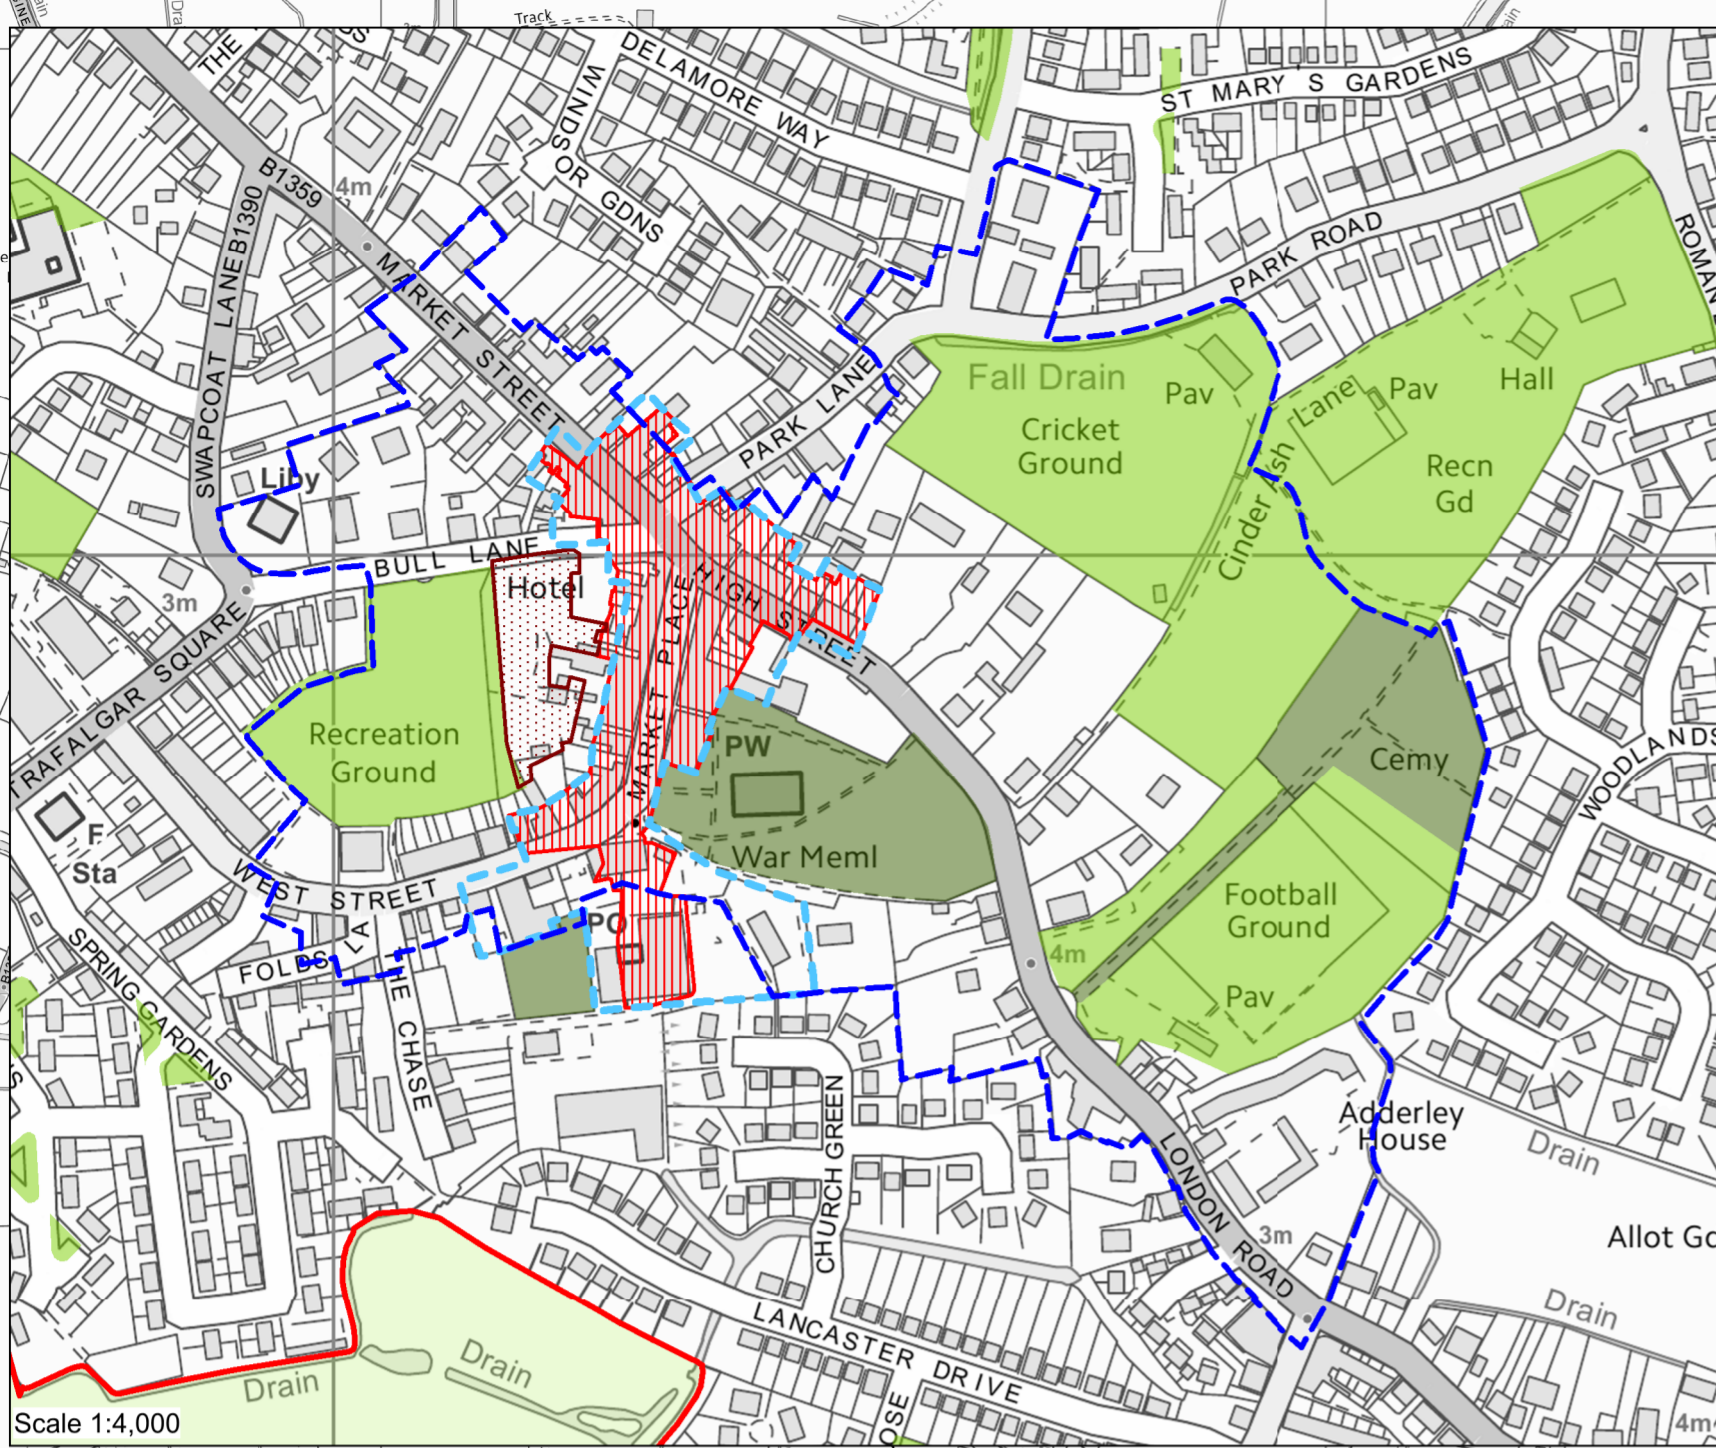 Track
DELAMORE WAY
ST MARY'S GARDENS
THE
WINDSOR GDNS
B1359
4m
SWAPCOAT LANE B1390
MARKET STREET
PARK ROAD
ROMAN
PARK LANE
Fall Drain
Pav
Cricket
Ground
Cinder Ash Lane
Pav
Hall
Recn
Gd
Liby
BULL LANE
Hotel
HIGH STREET
MARKET PLACE
MARKET PLACE
3m
TRAFALGAR SQUARE
Recreation
Ground
PW
War Meml
Cemy
WOODLANDS
F
Sta
WEST STREET
PO
Football
Ground
4m
Pav
FOLDS LA
THE CHASE
SPRING GARDENS
CHURCH GREEN
Adderley
House
Drain
LONDON ROAD
3m
Allot Gd
Drain
LANCASTER DRIVE
Drain
Drain
OSE
4m
Scale 1:4,000